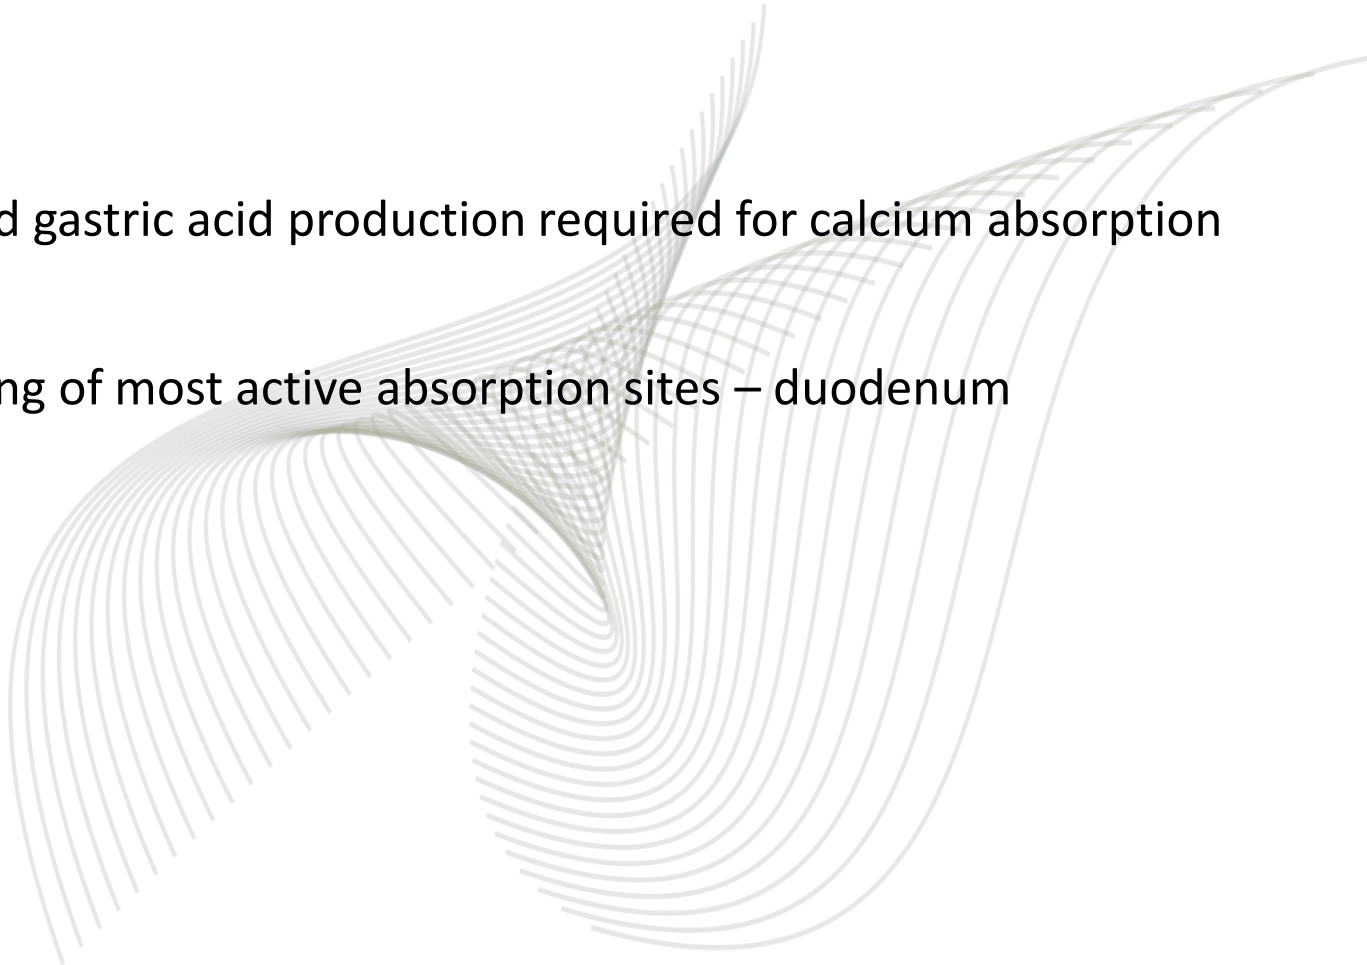 d gastric acid production required for calcium absorption
ng of most active absorption sites – duodenum